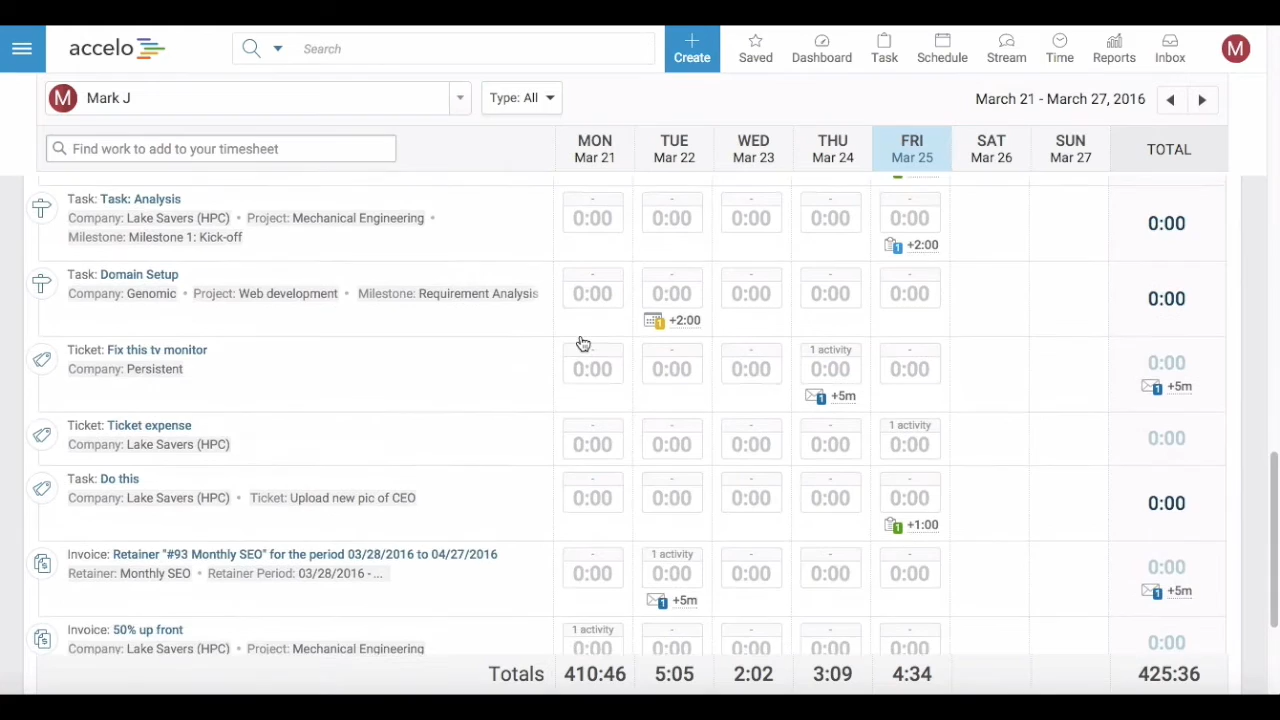 accelo
Search
Create
Saved
Dashboard
Task
Schedule
Stream
Time
Reports
Inbox
M
M
Mark J
Type: All
March 21 - March 27, 2016
Find work to add to your timesheet
MON
Mar 21
TUE
Mar 22
WED
Mar 23
THU
Mar 24
FRI
Mar 25
SAT
Mar 26
SUN
Mar 27
TOTAL
Task: Task: Analysis
Company: Lake Savers (HPC) • Project: Mechanical Engineering •
Milestone: Milestone 1: Kick-off
- - - - -
0:00 0:00 0:00 0:00 0:00 0:00
1 +2:00
Task: Domain Setup
Company: Genomic • Project: Web development • Milestone: Requirement Analysis
- - - - -
0:00 0:00 0:00 0:00 0:00 0:00
1 +2:00
Ticket: Fix this tv monitor
Company: Persistent
- - - 1 activity -
0:00 0:00 0:00 0:00 0:00 0:00
1 +5m 1 +5m
Ticket: Ticket expense
Company: Lake Savers (HPC)
- - - - 1 activity
0:00 0:00 0:00 0:00 0:00 0:00
Task: Do this
Company: Lake Savers (HPC) • Ticket: Upload new pic of CEO
- - - - -
0:00 0:00 0:00 0:00 0:00 0:00
1 +1:00
Invoice: Retainer "#93 Monthly SEO" for the period 03/28/2016 to 04/27/2016
Retainer: Monthly SEO • Retainer Period: 03/28/2016 - ...
- 1 activity - - -
0:00 0:00 0:00 0:00 0:00 0:00
1 +5m 1 +5m
Invoice: 50% up front
Company: Lake Savers (HPC) • Project: Mechanical Engineering
1 activity - - - -
0:00 0:00 0:00 0:00 0:00 0:00
Totals 410:46 5:05 2:02 3:09 4:34 425:36